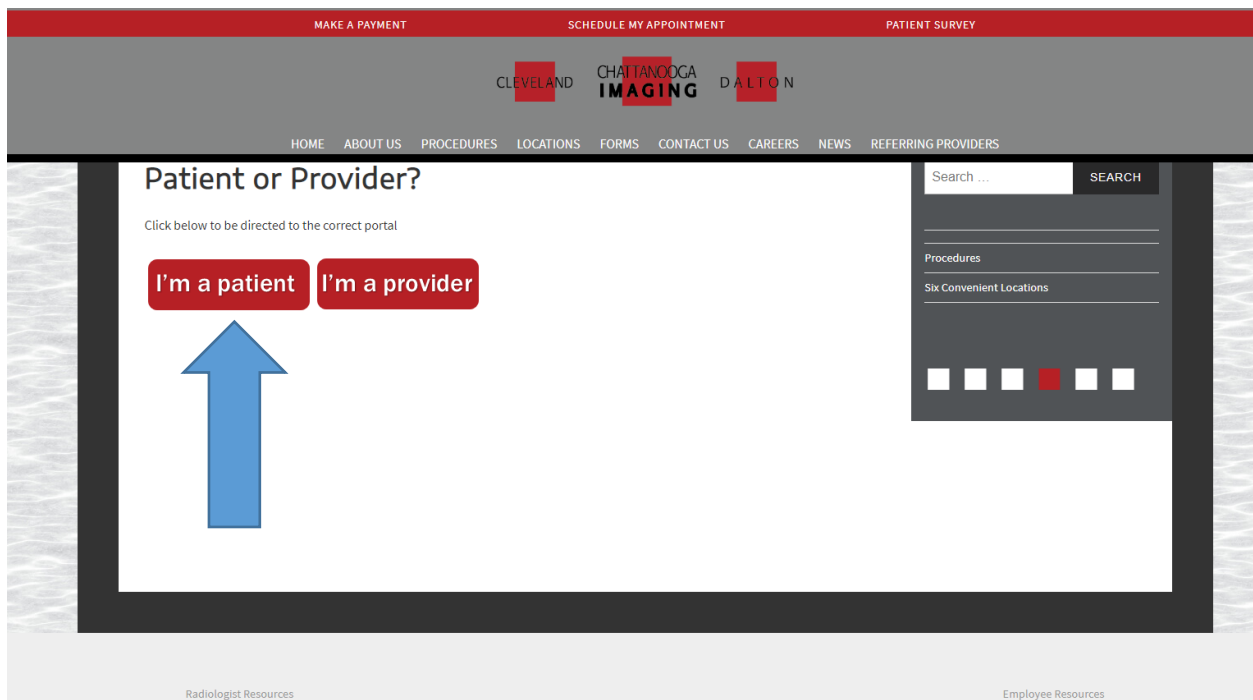 MAKE A PAYMENT SCHEDULE MY APPOINTMENT PATIENT SURVEY
CLEVELAND CHATTANOOGA IMAGING DALTON
HOME ABOUT US PROCEDURES LOCATIONS FORMS CONTACT US CAREERS NEWS REFERRING PROVIDERS
Patient or Provider?
Click below to be directed to the correct portal
I'm a patient I'm a provider
Search ... SEARCH
Procedures
Six Convenient Locations
Radiologist Resources Employee Resources